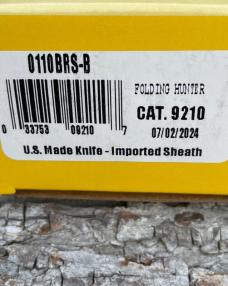 0110BRS-B
FOLDING HUNTER
CAT. 9210
07/02/2024
0 33753 09210 7
U.S. Made Knife - Imported Sheath